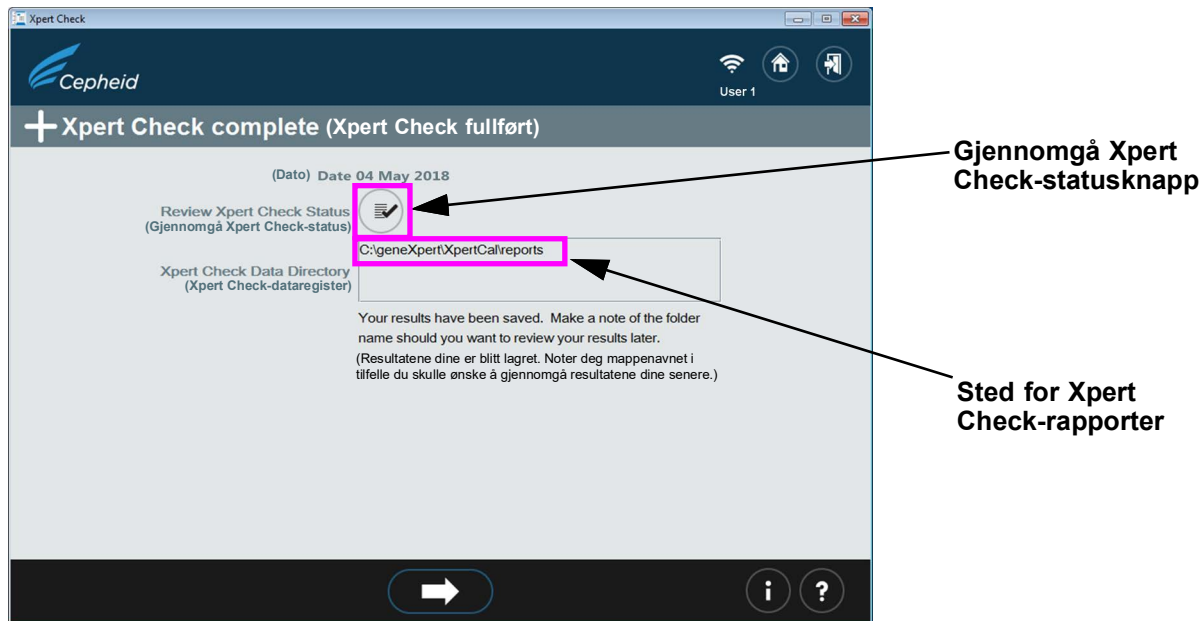 Xpert Check
Cepheid
User 1
Xpert Check complete (Xpert Check fullført)
(Dato) Date 04 May 2018
Review Xpert Check Status
(Gjennomgå Xpert Check-status)
C:\geneXpert\XpertCal\reports
Xpert Check Data Directory
(Xpert Check-dataregister)
Your results have been saved. Make a note of the folder
name should you want to review your results later.
(Resultatene dine er blitt lagret. Noter deg mappenavnet i
tilfelle du skulle ønske å gjennomgå resultatene dine senere.)
i ?
Gjennomgå Xpert
Check-statusknapp
Sted for Xpert
Check-rapporter